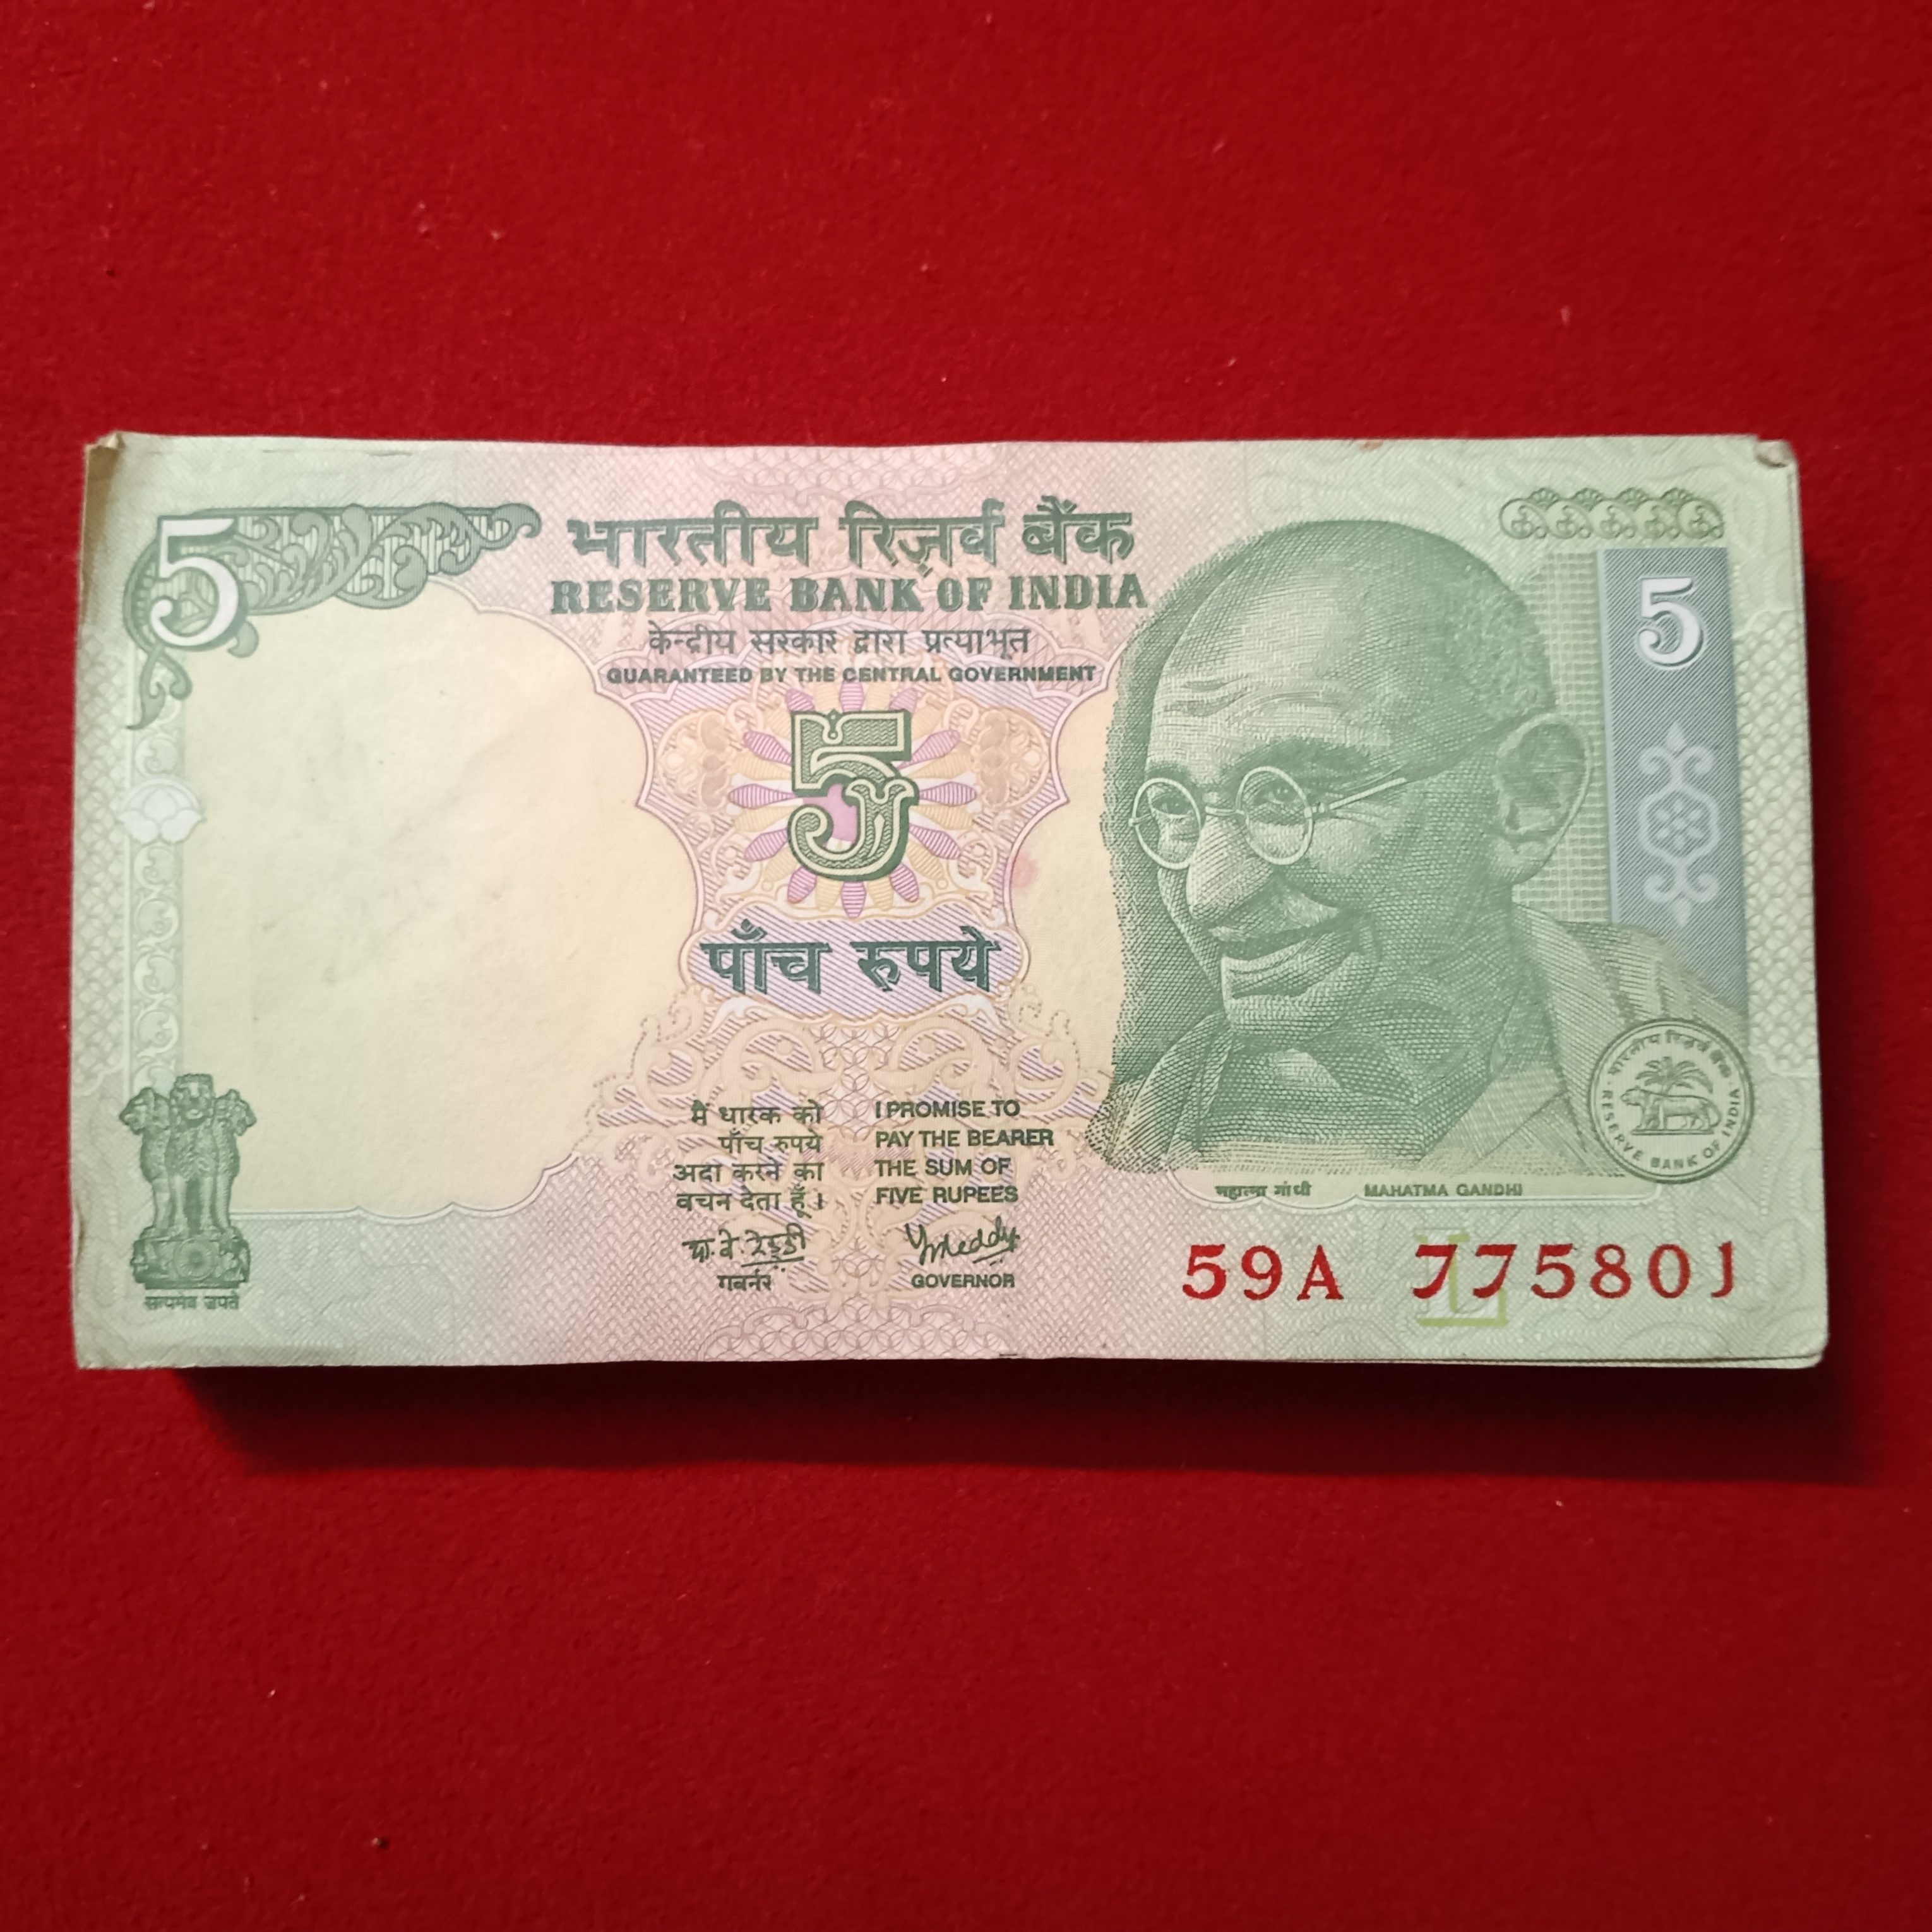 5
भारतीय रिज़र्व बैंक
RESERVE BANK OF INDIA
केन्द्रीय सरकार द्वारा प्रत्याभूत
GUARANTEED BY THE CENTRAL GOVERNMENT
5
5
पाँच रुपये
मैं धारक को
पाँच रुपये
अदा करने का
वचन देता हूँ ।
I PROMISE TO
PAY THE BEARER
THE SUM OF
FIVE RUPEES
या.वे.रेड्डी
गवर्नर
YVReddy
GOVERNOR
महात्मा गांधी MAHATMA GANDHI
भारतीय रिज़र्व बैंक
RESERVE BANK OF INDIA
सत्यमेव जयते
L
59A 775801